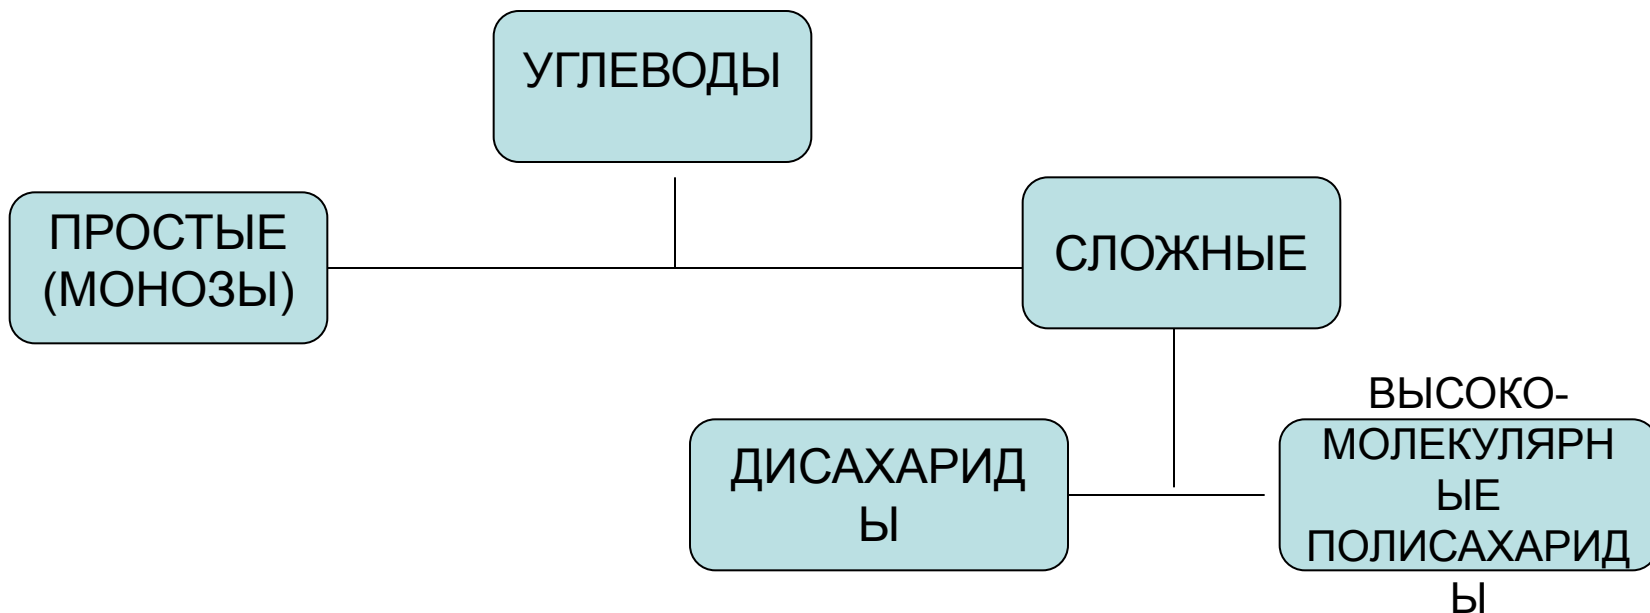 УГЛЕВОДЫ
ПРОСТЫЕ
(МОНОЗЫ)
СЛОЖНЫЕ
ДИСАХАРИД
Ы
ВЫСОКО-
МОЛЕКУЛЯРН
ЫЕ
ПОЛИСАХАРИД
Ы